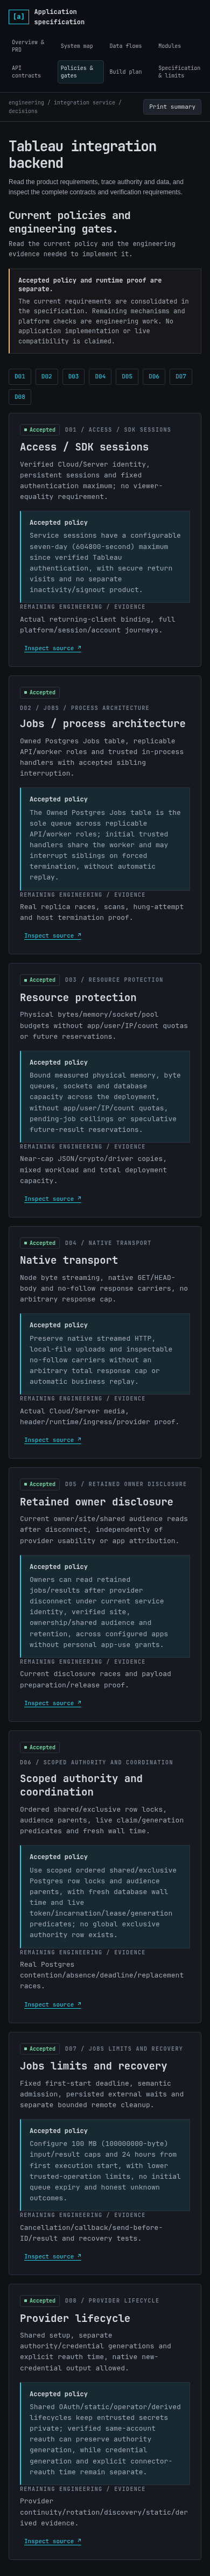 [a]
Application
specification
Overview &
PRD
System map
Data flows
Modules
API
contracts
Policies &
gates
Build plan
Specification
& limits
engineering / integration service /
decisions
Print summary
Tableau integration
backend
Read the product requirements, trace authority and data, and
inspect the complete contracts and verification requirements.
Current policies and
engineering gates.
Read the current policy and the engineering
evidence needed to implement it.
Accepted policy and runtime proof are
separate.
The current requirements are consolidated in
the specification. Remaining mechanisms and
platform checks are engineering work. No
application implementation or live
compatibility is claimed.
D01 D02 D03 D04 D05 D06 D07
D08
Accepted D01 / ACCESS / SDK SESSIONS
Access / SDK sessions
Verified Cloud/Server identity,
persistent sessions and fixed
authentication maximum; no viewer-
equality requirement.
Accepted policy
Service sessions have a configurable
seven-day (604800-second) maximum
since verified Tableau
authentication, with secure return
visits and no separate
inactivity/signout product.
REMAINING ENGINEERING / EVIDENCE
Actual returning-client binding, full
platform/session/account journeys.
Inspect source ↗
Accepted
D02 / JOBS / PROCESS ARCHITECTURE
Jobs / process architecture
Owned Postgres Jobs table, replicable
API/worker roles and trusted in-process
handlers with accepted sibling
interruption.
Accepted policy
The Owned Postgres Jobs table is the
sole queue across replicable
API/worker roles; initial trusted
handlers share the worker and may
interrupt siblings on forced
termination, without automatic
replay.
REMAINING ENGINEERING / EVIDENCE
Real replica races, scans, hung-attempt
and host termination proof.
Inspect source ↗
Accepted D03 / RESOURCE PROTECTION
Resource protection
Physical bytes/memory/socket/pool
budgets without app/user/IP/count quotas
or future reservations.
Accepted policy
Bound measured physical memory, byte
queues, sockets and database
capacity across the deployment,
without app/user/IP/count quotas,
pending-job ceilings or speculative
future-result reservations.
REMAINING ENGINEERING / EVIDENCE
Near-cap JSON/crypto/driver copies,
mixed workload and total deployment
capacity.
Inspect source ↗
Accepted D04 / NATIVE TRANSPORT
Native transport
Node byte streaming, native GET/HEAD-
body and no-follow response carriers, no
arbitrary response cap.
Accepted policy
Preserve native streamed HTTP,
local-file uploads and inspectable
no-follow carriers without an
arbitrary total response cap or
automatic business replay.
REMAINING ENGINEERING / EVIDENCE
Actual Cloud/Server media,
header/runtime/ingress/provider proof.
Inspect source ↗
Accepted D05 / RETAINED OWNER DISCLOSURE
Retained owner disclosure
Current owner/site/shared audience reads
after disconnect, independently of
provider usability or app attribution.
Accepted policy
Owners can read retained
jobs/results after provider
disconnect under current service
identity, verified site,
ownership/shared audience and
retention, across configured apps
without personal app-use grants.
REMAINING ENGINEERING / EVIDENCE
Current disclosure races and payload
preparation/release proof.
Inspect source ↗
Accepted
D06 / SCOPED AUTHORITY AND COORDINATION
Scoped authority and
coordination
Ordered shared/exclusive row locks,
audience parents, live claim/generation
predicates and fresh wall time.
Accepted policy
Use scoped ordered shared/exclusive
Postgres row locks and audience
parents, with fresh database wall
time and live
token/incarnation/lease/generation
predicates; no global exclusive
authority row exists.
REMAINING ENGINEERING / EVIDENCE
Real Postgres
contention/absence/deadline/replacement
races.
Inspect source ↗
Accepted D07 / JOBS LIMITS AND RECOVERY
Jobs limits and recovery
Fixed first-start deadline, semantic
admission, persisted external waits and
separate bounded remote cleanup.
Accepted policy
Configure 100 MB (100000000-byte)
input/result caps and 24 hours from
first execution start, with lower
trusted-operation limits, no initial
queue expiry and honest unknown
outcomes.
REMAINING ENGINEERING / EVIDENCE
Cancellation/callback/send-before-
ID/result and recovery tests.
Inspect source ↗
Accepted D08 / PROVIDER LIFECYCLE
Provider lifecycle
Shared setup, separate
authority/credential generations and
explicit reauth time, native new-
credential output allowed.
Accepted policy
Shared OAuth/static/operator/derived
lifecycles keep entrusted secrets
private; verified same-account
reauth can preserve authority
generation, while credential
generation and explicit connector-
reauth time remain separate.
REMAINING ENGINEERING / EVIDENCE
Provider
continuity/rotation/discovery/static/der
ived evidence.
Inspect source ↗